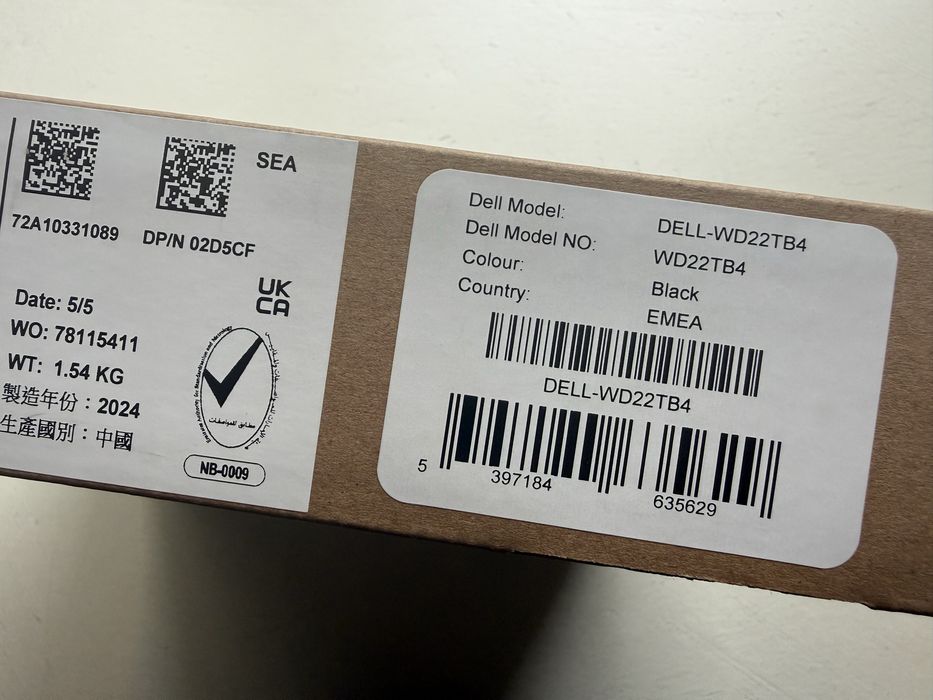 SEA
72A10331089
DP/N 02D5CF
UK
CA
Date: 5/5
WO: 78115411
WT: 1.54 KG
製造年份：2024
生產國別：中國
مطابق للمواصفات
NB-0009
Dell Model: DELL-WD22TB4
Dell Model NO: WD22TB4
Colour: Black
Country: EMEA
DELL-WD22TB4
5 397184 635629